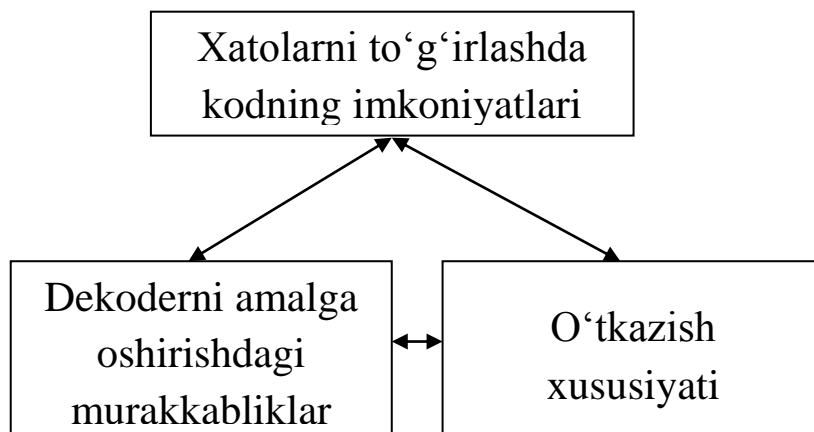 Xatolarni to‘g‘irlashda
kodning imkoniyatlari
Dekoderni amalga
oshirishdagi
murakkabliklar
O‘tkazish
xususiyati